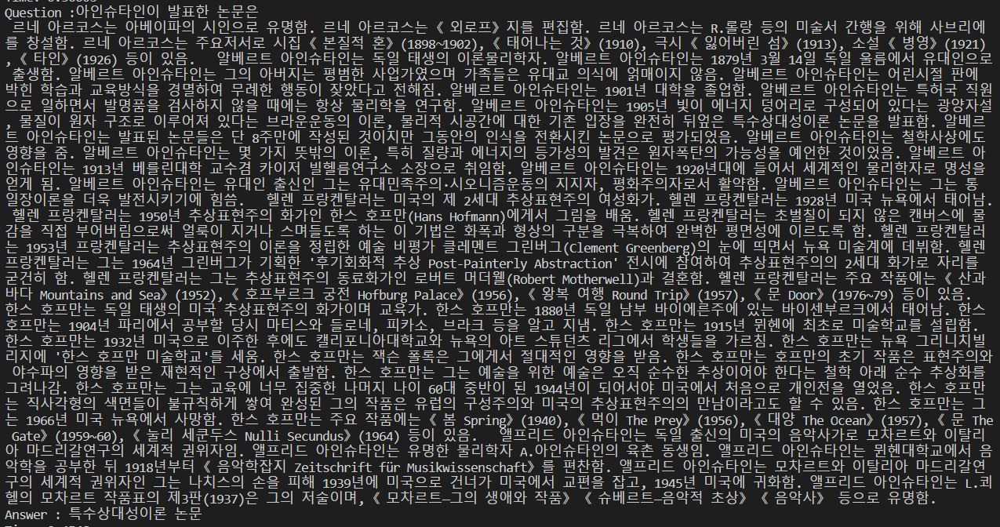 Question :아인슈타인이 발표한 논문은
르네 아르코스는 아베이파의 시인으로 유명함. 르네 아르코스는《 외로프》지를 편집함. 르네 아르코스는 R.롤랑 등의 미술서 간행을 위해 사브리에
를 창설함. 르네 아르코스는 주요저서로 시집《 본질적 혼》(1898~1902),《 태어나는 것》(1910), 극시《 잃어버린 섬》(1913), 소설《 병영》(1921)
,《 타인》(1926) 등이 있음.   알베르트 아인슈타인는 독일 태생의 이론물리학자. 알베르트 아인슈타인는 1879년 3월 14일 독일 울름에서 유대인으로
출생함. 알베르트 아인슈타인는 그의 아버지는 평범한 사업가였으며 가족들은 유대교 의식에 얽매이지 않음. 알베르트 아인슈타인는 어린시절 판에
박힌 학습과 교육방식을 경멸하여 무례한 행동이 잦았다고 전해짐. 알베르트 아인슈타인는 1901년 대학을 졸업함. 알베르트 아인슈타인는 특허국 직원
으로 일하면서 발명품을 검사하지 않을 때에는 항상 물리학을 연구함. 알베르트 아인슈타인는 1905년 빛이 에너지 덩어리로 구성되어 있다는 광양자설
, 물질이 원자 구조로 이루어져 있다는 브라운운동의 이론, 물리적 시공간에 대한 기존 입장을 완전히 뒤엎은 특수상대성이론 논문을 발표함. 알베르
트 아인슈타인는 발표된 논문들은 단 8주만에 작성된 것이지만 그동안의 인식을 전환시킨 논문으로 평가되었음. 알베르트 아인슈타인는 철학사상에도
영향을 줌. 알베르트 아인슈타인는 몇 가지 뜻밖의 이론, 특히 질량과 에너지의 등가성의 발견은 원자폭탄의 가능성을 예언한 것이었음. 알베르트 아
인슈타인는 1913년 베를린대학 교수겸 카이저 빌헬름연구소 소장으로 취임함. 알베르트 아인슈타인는 1920년대에 들어서 세계적인 물리학자로 명성을
얻게 됨. 알베르트 아인슈타인는 유대인 출신인 그는 유대민족주의·시오니즘운동의 지지자, 평화주의자로서 활약함. 알베르트 아인슈타인는 그는 통
일장이론을 더욱 발전시키기에 힘씀.   헬렌 프랑켄탈러는 미국의 제 2세대 추상표현주의 여성화가. 헬렌 프랑켄탈러는 1928년 미국 뉴욕에서 태어남.
헬렌 프랑켄탈러는 1950년 추상표현주의 화가인 한스 호프만(Hans Hofmann)에게서 그림을 배움. 헬렌 프랑켄탈러는 초벌칠이 되지 않은 캔버스에 물
감을 직접 부어버림으로써 얼룩이 지거나 스며들도록 하는 이 기법은 화폭과 형상의 구분을 극복하여 완벽한 평면성에 이르도록 함. 헬렌 프랑켄탈러
는 1953년 프랑켄탈러는 추상표현주의 이론을 정립한 예술 비평가 클레멘트 그린버그(Clement Greenberg)의 눈에 띄면서 뉴욕 미술계에 데뷔함. 헬렌
프랑켄탈러는 그는 1964년 그린버그가 기획한 '후기회화적 추상 Post-Painterly Abstraction' 전시에 참여하여 추상표현주의의 2세대 화가로 자리를
굳건히 함. 헬렌 프랑켄탈러는 그는 추상표현주의 동료화가인 로버트 머더웰(Robert Motherwell)과 결혼함. 헬렌 프랑켄탈러는 주요 작품에는《 산과
바다 Mountains and Sea》(1952),《 호프부르크 궁전 Hofburg Palace》(1956),《 왕복 여행 Round Trip》(1957),《 문 Door》(1976~79) 등이 있음.
한스 호프만는 독일 태생의 미국 추상표현주의 화가이며 교육가. 한스 호프만는 1880년 독일 남부 바이에른주에 있는 바이센부르크에서 태어남. 한스
호프만는 1904년 파리에서 공부할 당시 마티스와 들로네, 피카소, 브라크 등을 알고 지냄. 한스 호프만는 1915년 뮌헨에 최초로 미술학교를 설립함.
한스 호프만는 1932년 미국으로 이주한 후에도 캘리포니아대학교와 뉴욕의 아트 스튜던츠 리그에서 학생들을 가르침. 한스 호프만는 뉴욕 그리니치빌
리지에 '한스 호프만 미술학교'를 세움. 한스 호프만는 잭슨 폴록은 그에게서 절대적인 영향을 받음. 한스 호프만는 호프만의 초기 작품은 표현주의와
야수파의 영향을 받은 재현적인 구상에서 출발함. 한스 호프만는 그는 예술을 위한 예술은 오직 순수한 추상이어야 한다는 철학 아래 순수 추상화를
그려나감. 한스 호프만는 그는 교육에 너무 집중한 나머지 나이 60대 중반이 된 1944년이 되어서야 미국에서 처음으로 개인전을 열었음. 한스 호프만
는 직사각형의 색면들이 불규칙하게 쌓여 완성된 그의 작품은 유럽의 구성주의와 미국의 추상표현주의의 만남이라고도 할 수 있음. 한스 호프만는 그
는 1966년 미국 뉴욕에서 사망함. 한스 호프만는 주요 작품에는《 봄 Spring》(1940),《 먹이 The Prey》(1956),《 대양 The Ocean》(1957),《 문 The
Gate》(1959~60),《 눌리 세쿤두스 Nulli Secundus》(1964) 등이 있음.   앨프리드 아인슈타인는 독일 출신의 미국의 음악사가로 모차르트와 이탈리
아 마드리갈연구의 세계적 권위자임. 앨프리드 아인슈타인는 유명한 물리학자 A.아인슈타인의 육촌 동생임. 앨프리드 아인슈타인는 뮌헨대학교에서 음
악학을 공부한 뒤 1918년부터《 음악학잡지 Zeitschrift für Musikwissenschaft》를 편찬함. 앨프리드 아인슈타인는 모차르트와 이탈리아 마드리갈연
구의 세계적 권위자인 그는 나치스의 손을 피해 1939년에 미국으로 건너가 미국에서 교편을 잡고, 1945년 미국에 귀화함. 앨프리드 아인슈타인는 L.쾨
헬의 모차르트 작품표의 제3판(1937)은 그의 저술이며,《 모차르트—그의 생애와 작품》《 슈베르트—음악적 초상》《 음악사》 등으로 유명함.
Answer : 특수상대성이론 논문